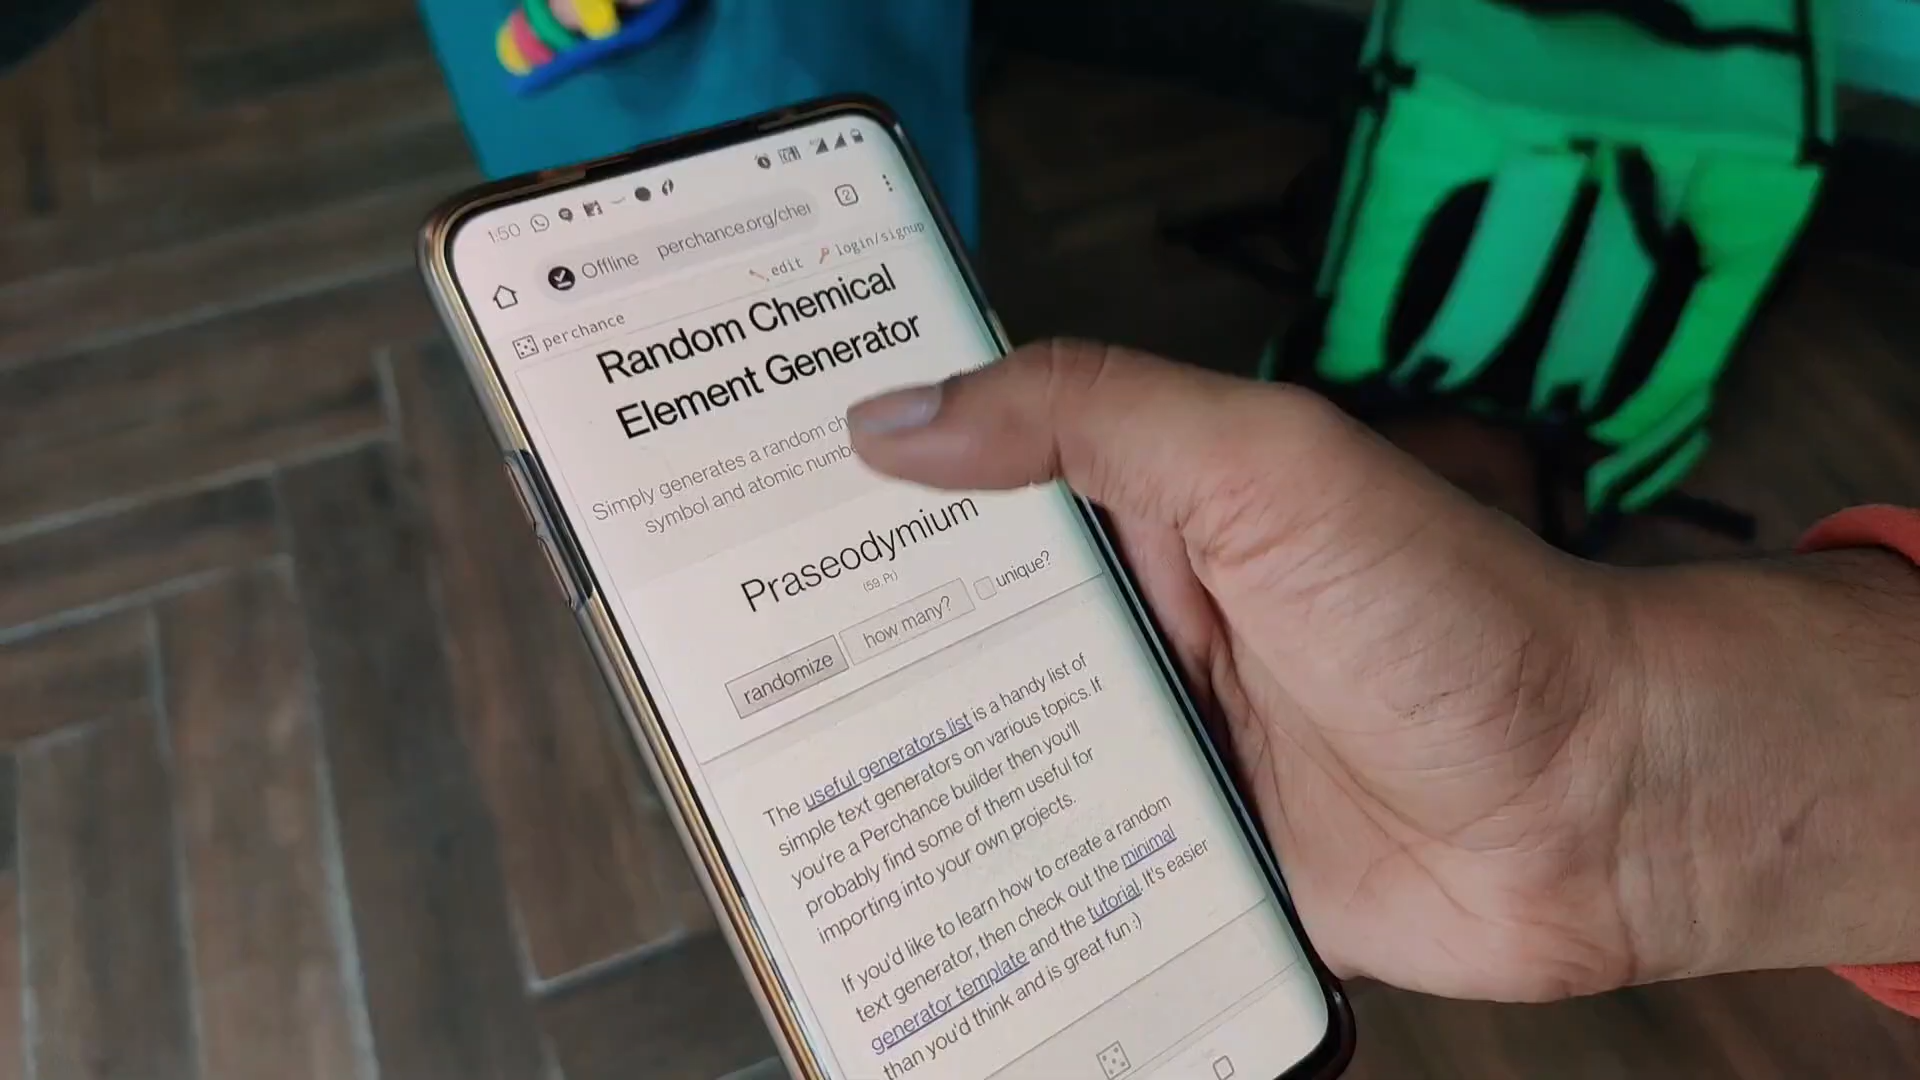 1:50
Offline perchance.org/che
2
perchance
edit login/signup
Random Chemical
Element Generator
Simply generates a random
symbol and atomic
Praseodymium
(59, Pr)
randomize
how many?
unique?
The useful generators list is a handy list of
simple text generators on various topics. If
you're a Perchance builder then you'll
probably find some of them useful for
importing into your own projects.
If you'd like to learn how to create a random
text generator, then check out the minimal
generator template and the tutorial. It's easier
than you'd think and is great fun :)